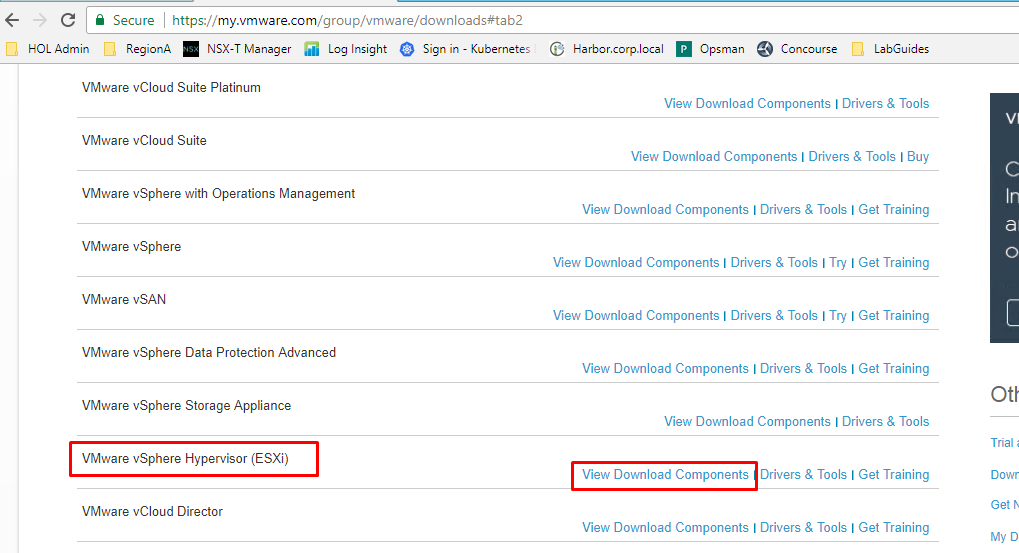 Secure | https://my.vmware.com/group/vmware/downloads#tab2
HOL Admin RegionA NSX NSX-T Manager Log Insight Sign in - Kubernetes Harbor.corp.local P Opsman Concourse LabGuides
VMware vCloud Suite Platinum
View Download Components | Drivers & Tools
VMware vCloud Suite
View Download Components | Drivers & Tools | Buy
VMware vSphere with Operations Management
View Download Components | Drivers & Tools | Get Training
VMware vSphere
View Download Components | Drivers & Tools | Try | Get Training
VMware vSAN
View Download Components | Drivers & Tools | Try | Get Training
VMware vSphere Data Protection Advanced
View Download Components | Drivers & Tools | Get Training
VMware vSphere Storage Appliance
View Download Components | Drivers & Tools
VMware vSphere Hypervisor (ESXi)
View Download Components | Drivers & Tools | Get Training
VMware vCloud Director
View Download Components | Drivers & Tools | Get Training
Trial
Get
My